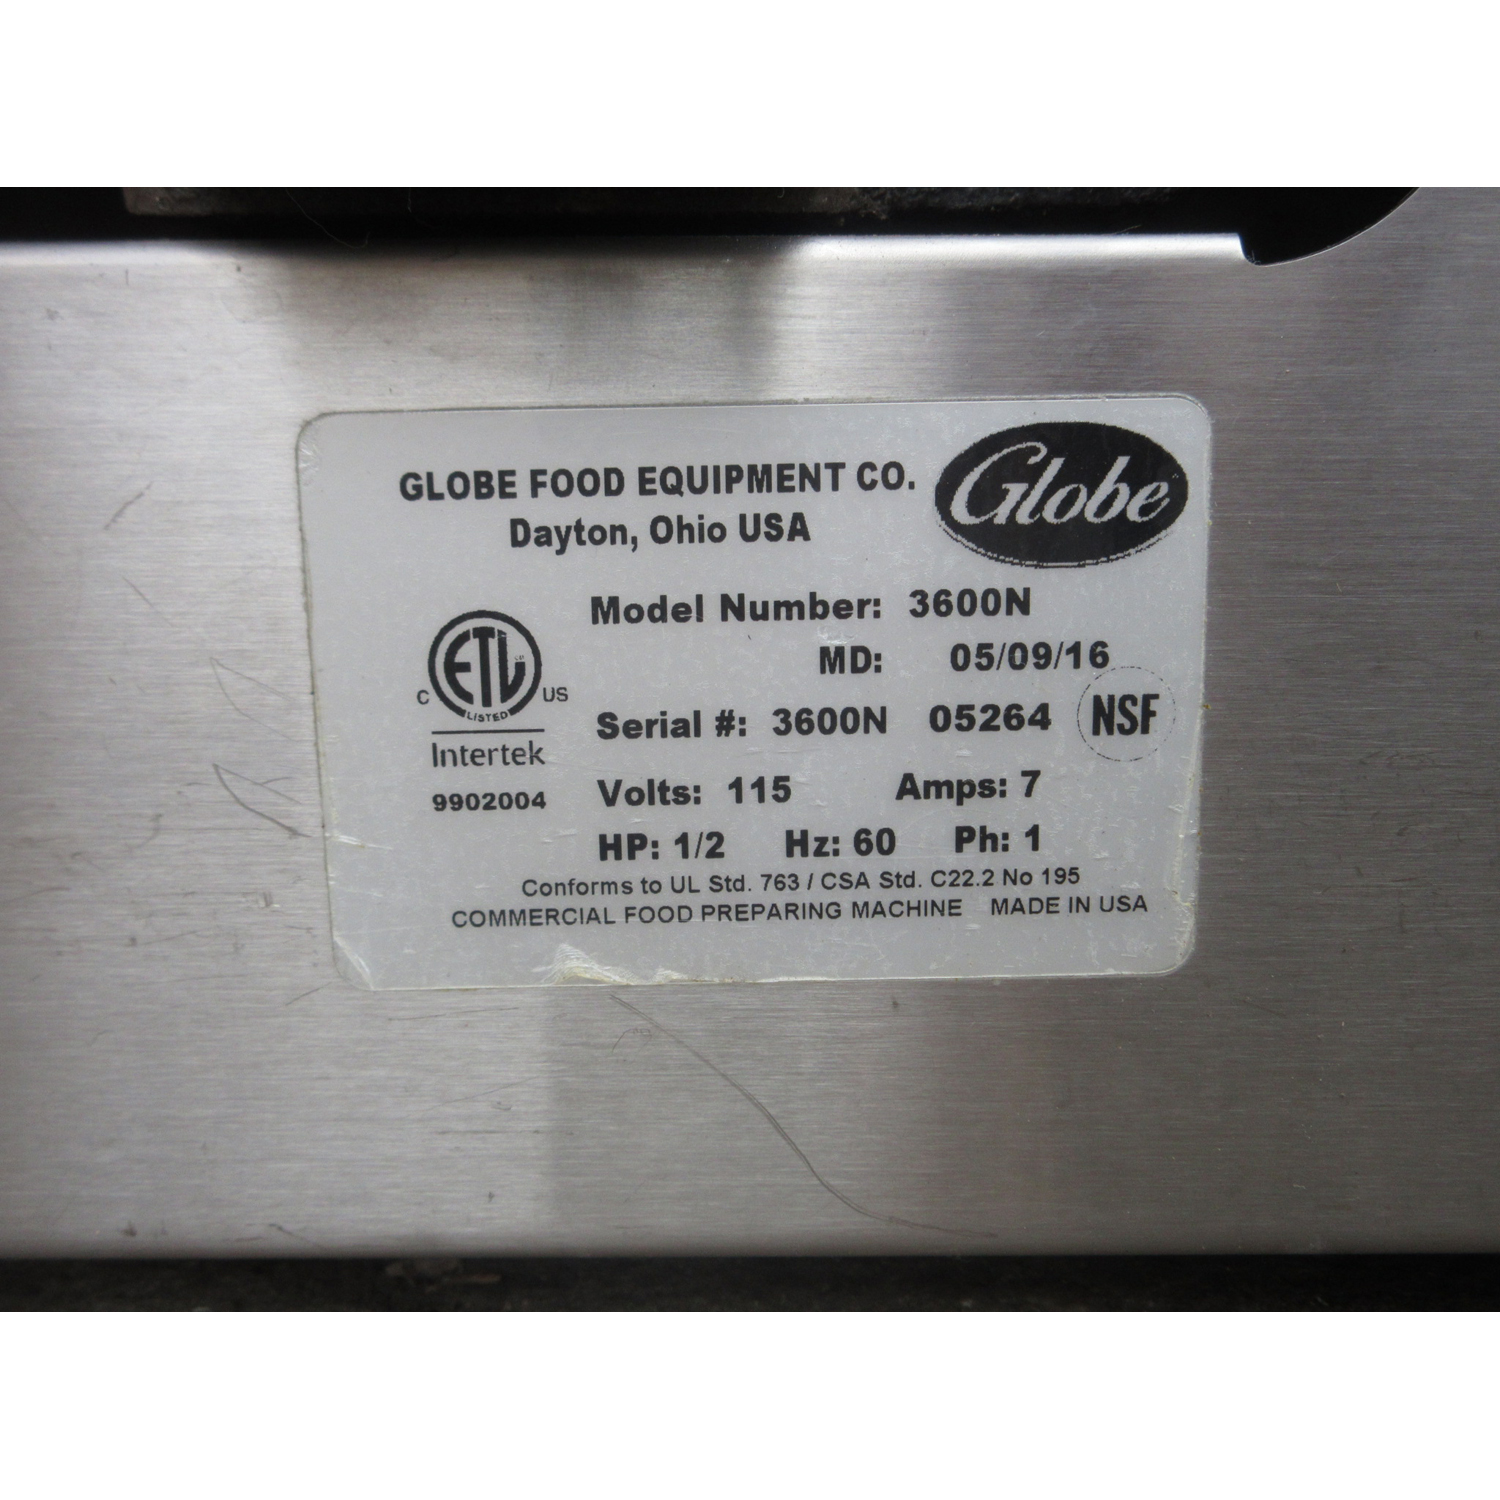 GLOBE FOOD EQUIPMENT CO.
Dayton, Ohio USA
Globe
Model Number: 3600N
MD: 05/09/16
Serial #: 3600N 05264
NSF
C ETL US
LISTED
Intertek
9902004
Volts: 115 Amps: 7
HP: 1/2 Hz: 60 Ph: 1
Conforms to UL Std. 763 / CSA Std. C22.2 No 195
COMMERCIAL FOOD PREPARING MACHINE MADE IN USA